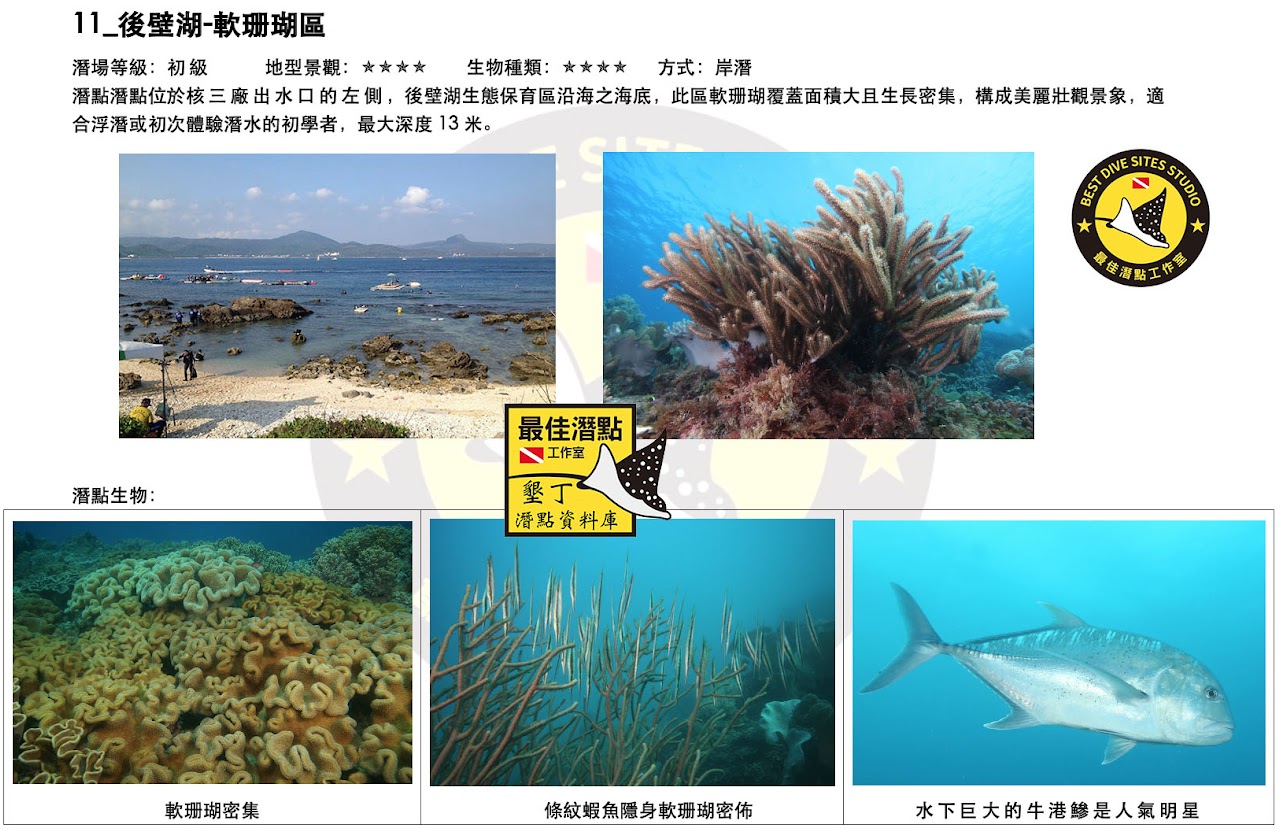 11_後壁湖-軟珊瑚區
潛場等級：初級 地型景觀：✭✭✭✭ 生物種類：✭✭✭✭ 方式：岸潛
潛點潛點位於核三廠出水口的左側，後壁湖生態保育區沿海之海底，此區軟珊瑚覆蓋面積大且生長密集，構成美麗壯觀景象，適
合浮潛或初次體驗潛水的初學者，最大深度 13 米。
BEST DIVE SITES STUDIO
最佳潛點工作室
E SITE
最佳潛點
工作室
墾丁
潛點資料庫
潛點生物：
軟珊瑚密集
條紋蝦魚隱身軟珊瑚密佈
水下巨大的牛港鰺是人氣明星